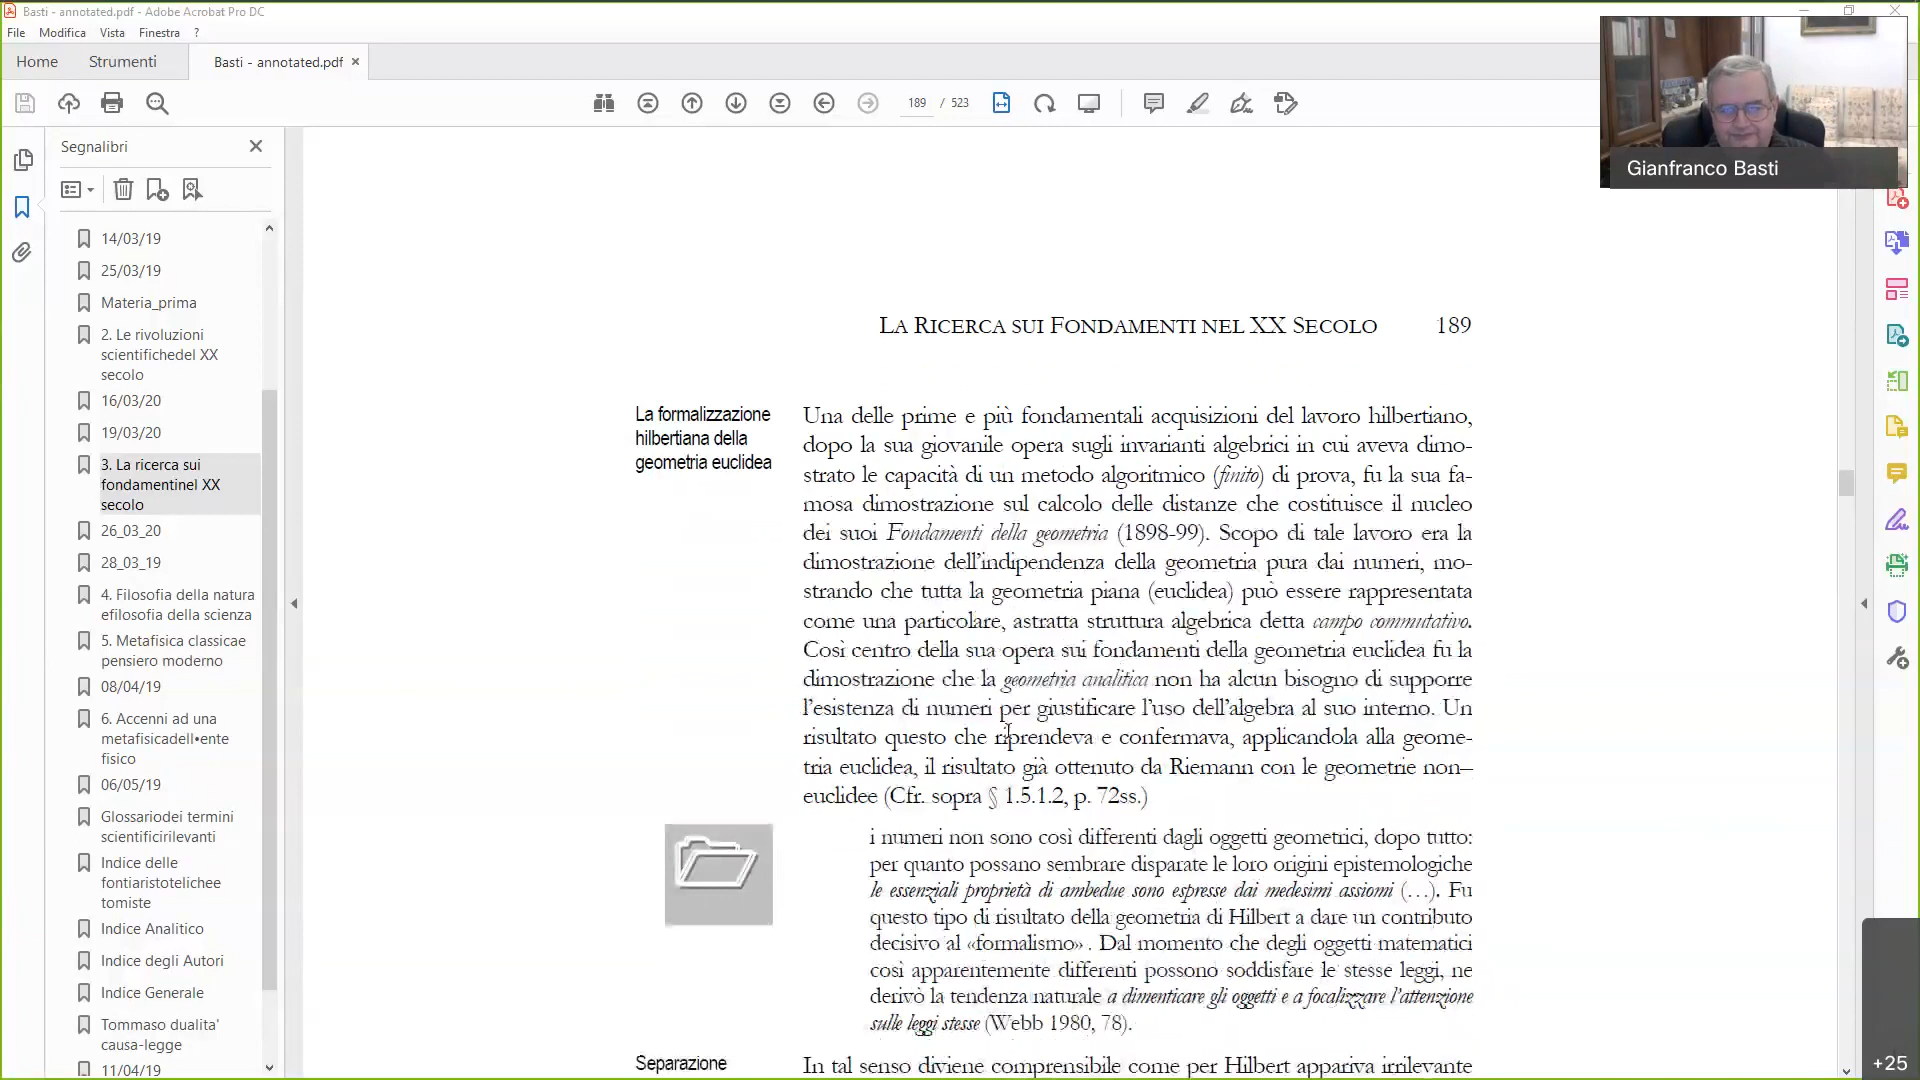 Basti - annotated.pdf - Adobe Acrobat Pro DC
File Modifica Vista Finestra ?
Home Strumenti Basti - annotated.pdf ×
189 / 523
Gianfranco Basti
Segnalibri
14/03/19
25/03/19
Materia_prima
2. Le rivoluzioni
scientifichedel XX
secolo
16/03/20
19/03/20
3. La ricerca sui
fondamentinel XX
secolo
26_03_20
28_03_19
4. Filosofia della natura
efilosofia della scienza
5. Metafisica classicae
pensiero moderno
08/04/19
6. Accenni ad una
metafisicadell•ente
fisico
06/05/19
Glossariodei termini
scientificirilevanti
Indice delle
fontiaristotelichee
tomiste
Indice Analitico
Indice degli Autori
Indice Generale
Tommaso dualita'
causa-legge
11/04/19
LA RICERCA SUI FONDAMENTI NEL XX SECOLO 189
La formalizzazione
hilbertiana della
geometria euclidea
Una delle prime e più fondamentali acquisizioni del lavoro hilbertiano,
dopo la sua giovanile opera sugli invarianti algebrici in cui aveva dimo-
strato le capacità di un metodo algoritmico (finito) di prova, fu la sua fa-
mosa dimostrazione sul calcolo delle distanze che costituisce il nucleo
dei suoi Fondamenti della geometria (1898-99). Scopo di tale lavoro era la
dimostrazione dell'indipendenza della geometria pura dai numeri, mo-
strando che tutta la geometria piana (euclidea) può essere rappresentata
come una particolare, astratta struttura algebrica detta campo commutativo.
Così centro della sua opera sui fondamenti della geometria euclidea fu la
dimostrazione che la geometria analitica non ha alcun bisogno di supporre
l'esistenza di numeri per giustificare l'uso dell'algebra al suo interno. Un
risultato questo che riprendeva e confermava, applicandola alla geome-
tria euclidea, il risultato già ottenuto da Riemann con le geometrie non–
euclidee (Cfr. sopra § 1.5.1.2, p. 72ss.)
i numeri non sono così differenti dagli oggetti geometrici, dopo tutto:
per quanto possano sembrare disparate le loro origini epistemologiche
le essenziali proprietà di ambedue sono espresse dai medesimi assiomi (…). Fu
questo tipo di risultato della geometria di Hilbert a dare un contributo
decisivo al «formalismo» . Dal momento che degli oggetti matematici
così apparentemente differenti possono soddisfare le stesse leggi, ne
derivò la tendenza naturale a dimenticare gli oggetti e a focalizzare l'attenzione
sulle leggi stesse (Webb 1980, 78).
Separazione
In tal senso diviene comprensibile come per Hilbert appariva irrilevante
+25